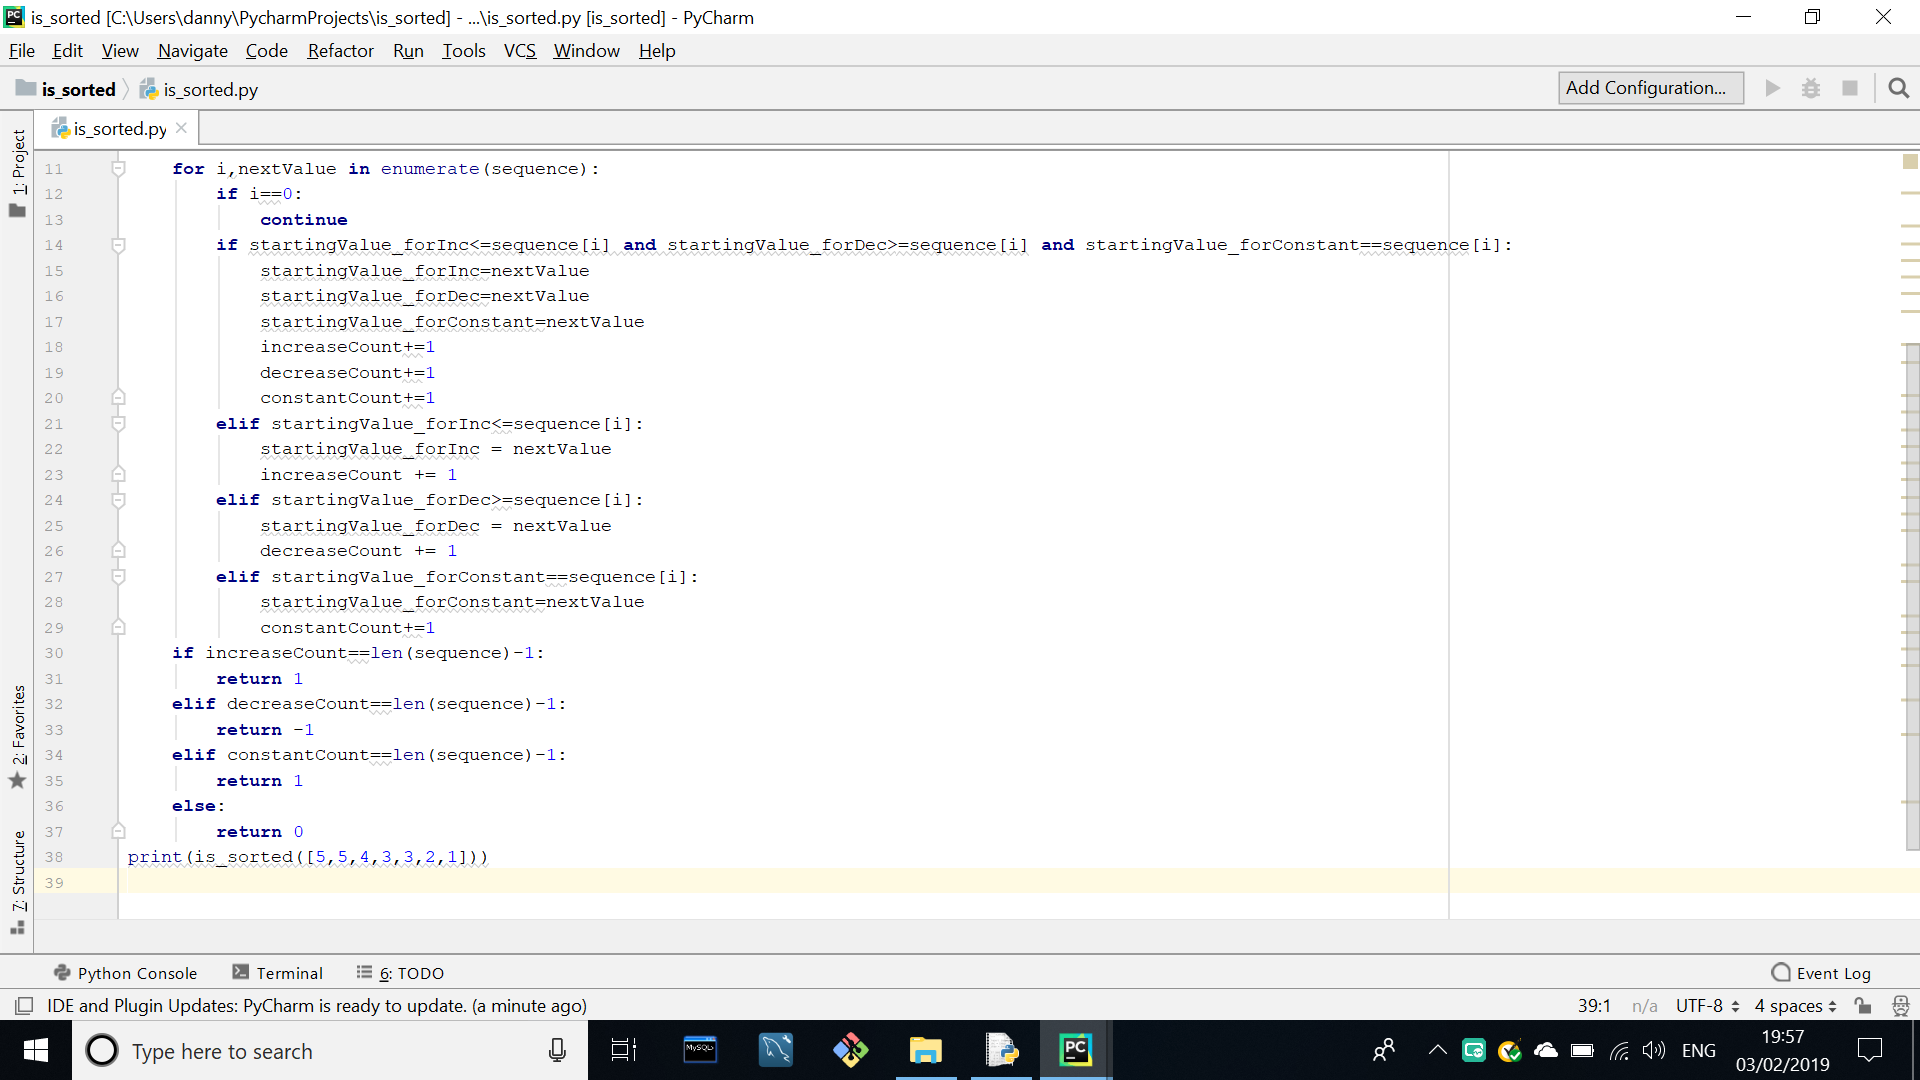 is_sorted [C:\Users\danny\PycharmProjects\is_sorted] - ...\is_sorted.py [is_sorted] - PyCharm
File Edit View Navigate Code Refactor Run Tools VCS Window Help
is_sorted is_sorted.py Add Configuration...
is_sorted.py
1: Project
2: Favorites
7: Structure
11 for i,nextValue in enumerate(sequence):
12 if i==0:
13 continue
14 if startingValue_forInc<=sequence[i] and startingValue_forDec>=sequence[i] and startingValue_forConstant==sequence[i]:
15 startingValue_forInc=nextValue
16 startingValue_forDec=nextValue
17 startingValue_forConstant=nextValue
18 increaseCount+=1
19 decreaseCount+=1
20 constantCount+=1
21 elif startingValue_forInc<=sequence[i]:
22 startingValue_forInc = nextValue
23 increaseCount += 1
24 elif startingValue_forDec>=sequence[i]:
25 startingValue_forDec = nextValue
26 decreaseCount += 1
27 elif startingValue_forConstant==sequence[i]:
28 startingValue_forConstant=nextValue
29 constantCount+=1
30 if increaseCount==len(sequence)-1:
31 return 1
32 elif decreaseCount==len(sequence)-1:
33 return -1
34 elif constantCount==len(sequence)-1:
35 return 1
36 else:
37 return 0
38 print(is_sorted([5,5,4,3,3,2,1]))
39
Python Console Terminal 6: TODO Event Log
IDE and Plugin Updates: PyCharm is ready to update. (a minute ago) 39:1 n/a UTF-8 4 spaces
Type here to search MySQL PC ENG 19:57
03/02/2019